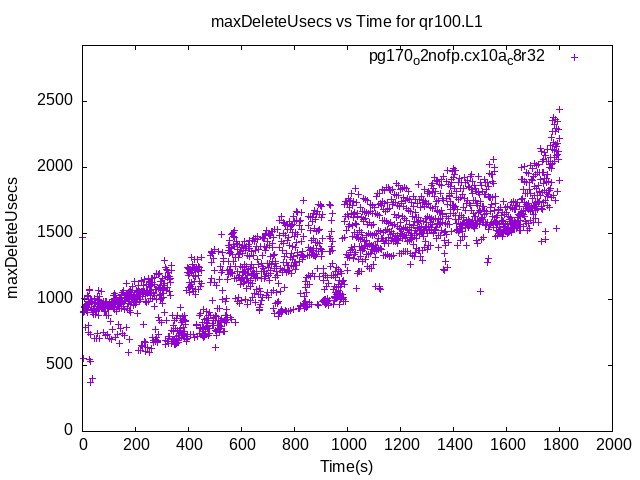 maxDeleteUsecs vs Time for qr100.L1
pg170o2nofp.cx10ac8r32
maxDeleteUsecs
2500
2000
1500
1000
500
0
0 200 400 600 800 1000 1200 1400 1600 1800 2000
Time(s)